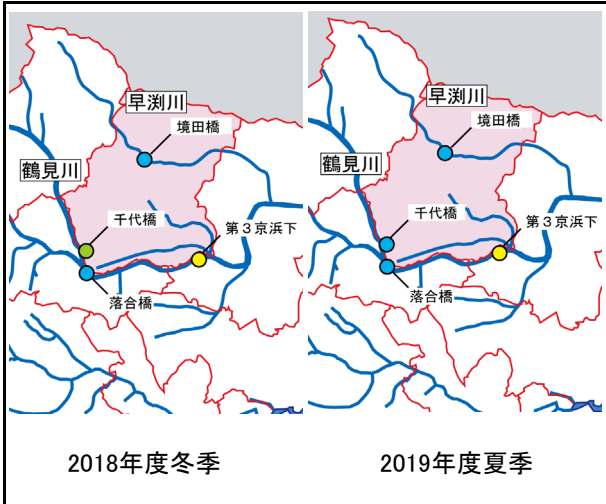 早渕川
境田橋
鶴見川
千代橋
第３京浜下
落合橋
2018年度冬季
早渕川
境田橋
鶴見川
千代橋
第３京浜下
落合橋
2019年度夏季